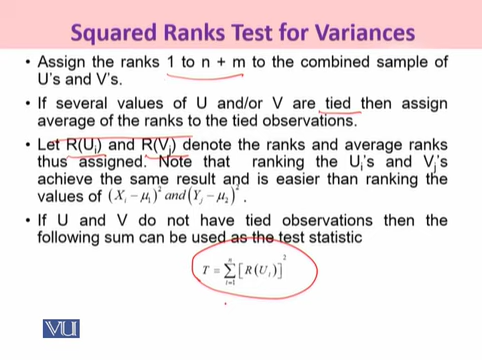 Squared Ranks Test for Variances
• Assign the ranks 1 to n + m to the combined sample of
U's and V's.
• If several values of U and/or V are tied then assign
average of the ranks to the tied observations.
• Let R(Uᵢ) and R(Vⱼ) denote the ranks and average ranks
thus assigned. Note that ranking the Uᵢ's and Vⱼ's
achieve the same result and is easier than ranking the
values of (Xᵢ − μ₁)² and (Yⱼ − μ₂)².
• If U and V do not have tied observations then the
following sum can be used as the test statistic
T = ∑ᵢ₌₁ⁿ [R(Uᵢ)]²
VU